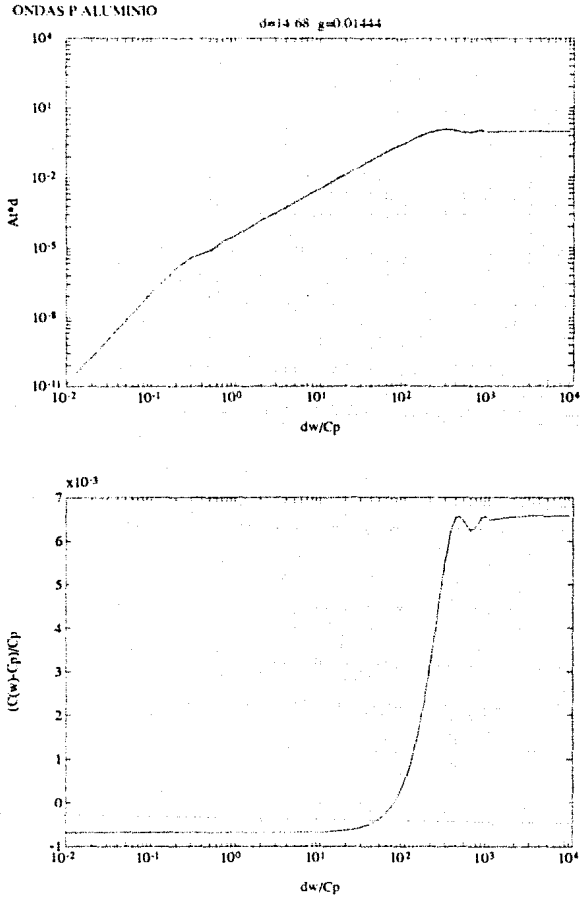 ONDAS P ALUMINIO
d=14.68 g=0.01444
10⁴
10¹
10⁻²
10⁻⁵
10⁻⁸
10⁻¹¹
At*d
10⁻² 10⁻¹ 10⁰ 10¹ 10² 10³ 10⁴
dw/Cp
x10⁻³
7
6
5
4
3
2
1
0
-1
(C(w)-Cp)/Cp
10⁻² 10⁻¹ 10⁰ 10¹ 10² 10³ 10⁴
dw/Cp